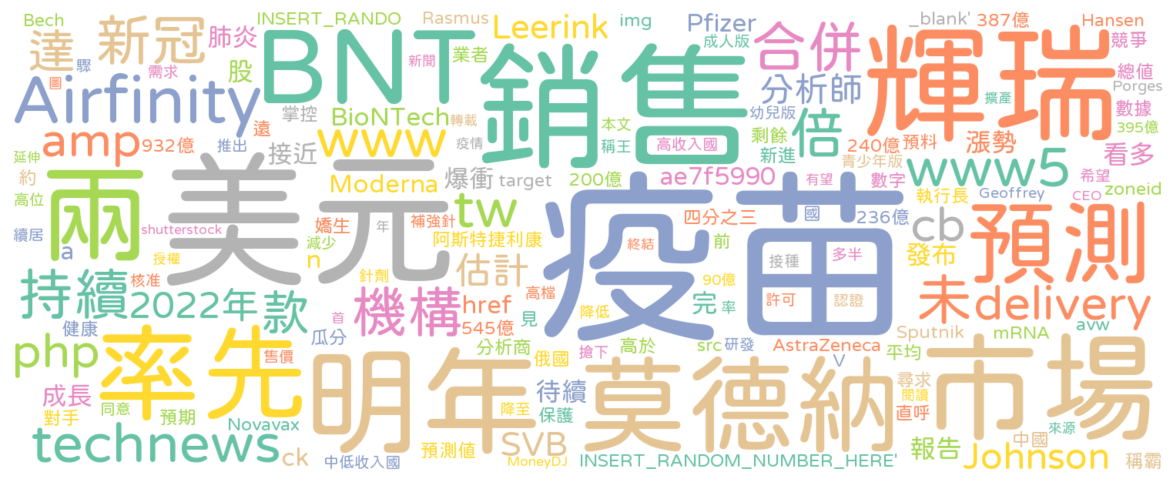 Bech
INSERT_RANDO
Rasmus
img
Pfizer
_blank'
387億
Hansen
達
新冠
肺炎
Leerink
成人版
合併
競爭
業者
新聞
股
BNT
銷售
輝瑞
總值
Porges
驟
圖
需求
Airfinity
分析師
幼兒版
擴產
數據
395億
掌控
BioNTech
轉載
本文
剩餘
倍
240億
預料
漲勢
amp
932億
推出
遠
www
疫情
稱王
高收入國
新進
青少年版
看多
延伸
約
接近
爆衝
target
200億
ae7f5990
有望
數字
www5
希望
zoneid
高位
兩
美元
Moderna
tw
疫苗
執行長
Geoffrey
CEO
續居
shutterstock
嬌生
補強針
四分之三
國
236億
cb
預測
a
年
減少
n
阿斯特捷利康
終結
前
接種
多半
發布
授權
持續
2022年
款
核准
針劑
估計
90億
許可
認證
未
delivery
機構
href
高檔
降低
完
率
健康
首
545億
見
瓜分
Sputnik
mRNA
avw
php
率先
售價
明年
分析商
俄國
搶下
高於
src
研發
AstraZeneca
V
平均
市場
成長
莫德納
尋求
閱讀
待續
對手
同意
預期
降至
保護
直呼
Novavax
來源
technews
ck
預測值
SVB
報告
中國
中低收入國
MoneyDJ
INSERT_RANDOM_NUMBER_HERE'
Johnson
稱霸